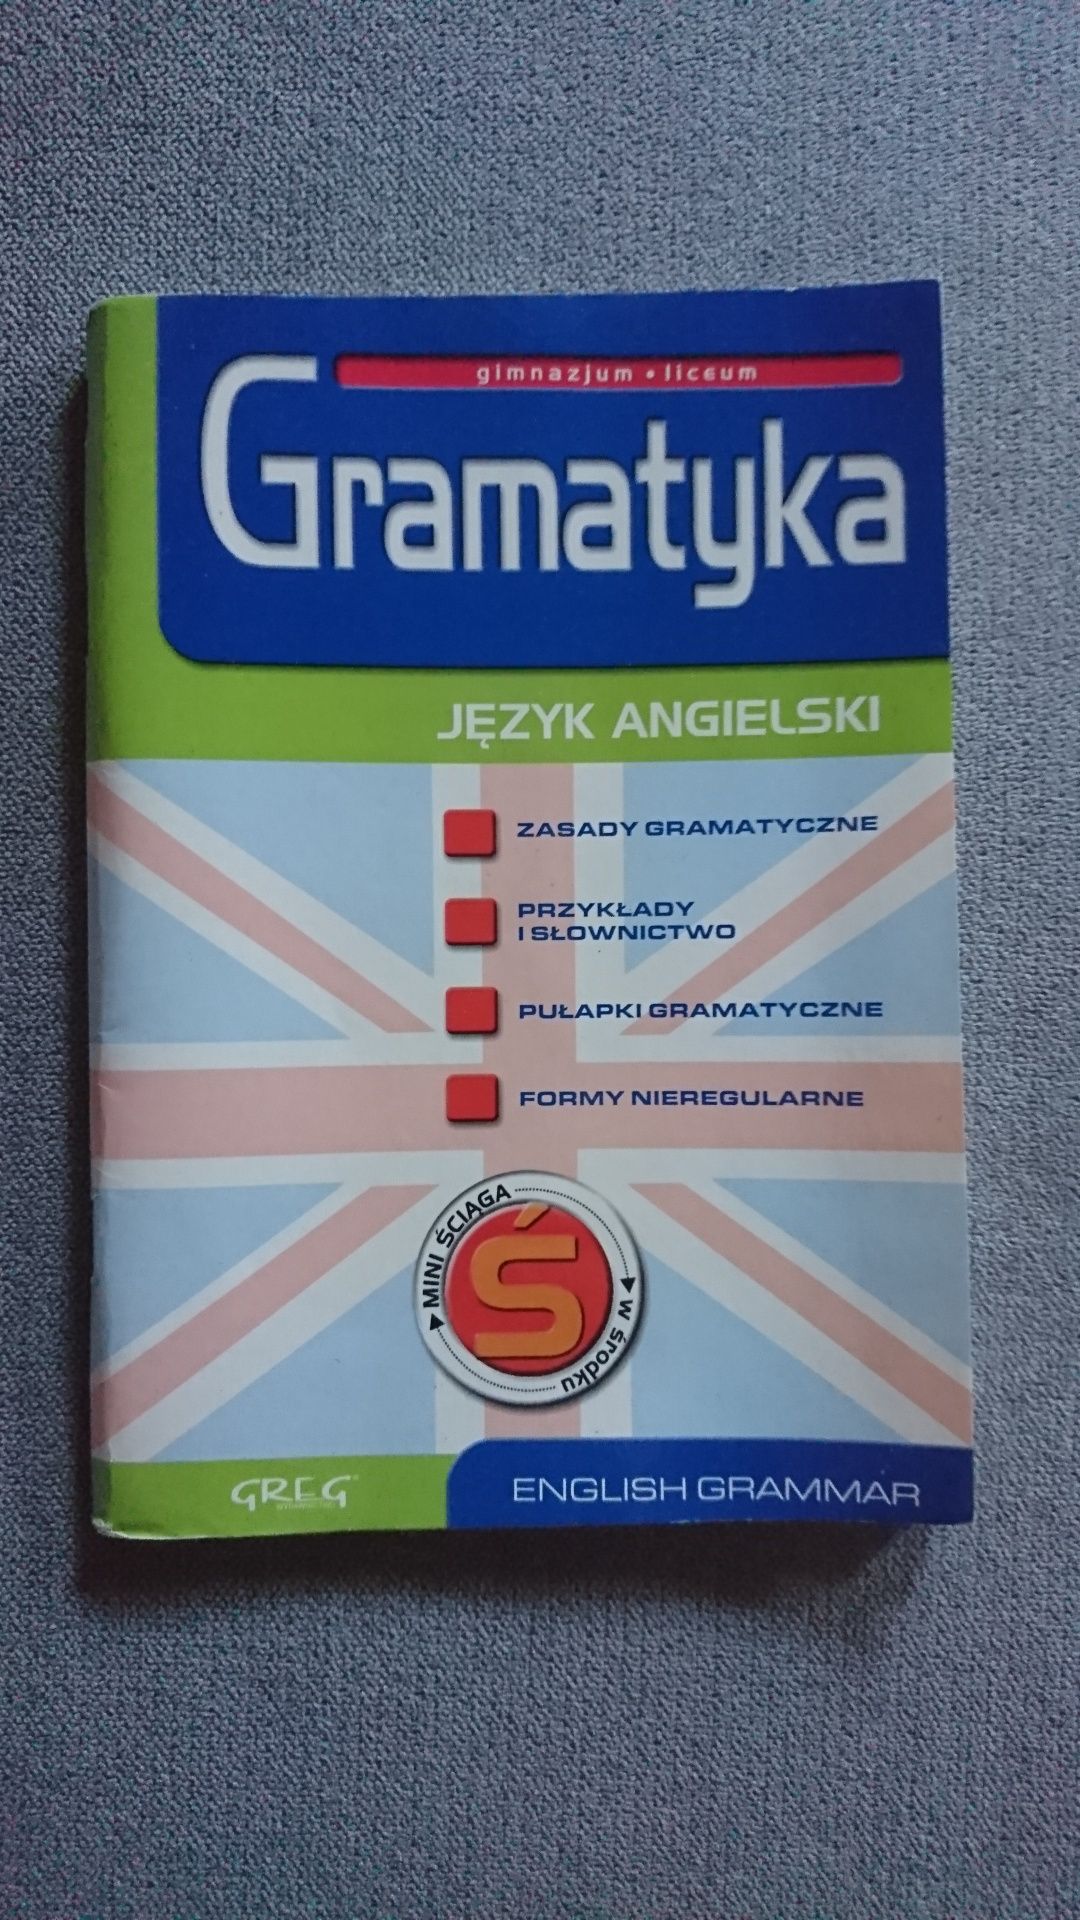 gimnazjum • liceum
Gramatyka
JĘZYK ANGIELSKI
ZASADY GRAMATYCZNE
PRZYKŁADY
I SŁOWNICTWO
PUŁAPKI GRAMATYCZNE
FORMY NIEREGULARNE
MINI ŚCIĄGA
Ś
w środku
GREG
WYDAWNICTWO
ENGLISH GRAMMAR